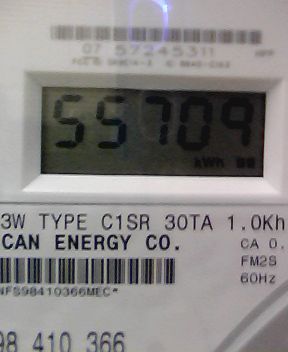 07 57245311
55709
kWh
3W TYPE C1SR 30TA 1.0Kh
CAN ENERGY CO.
CA 0.
FM2S
60Hz
NFS98410366MEC*
98 410 366